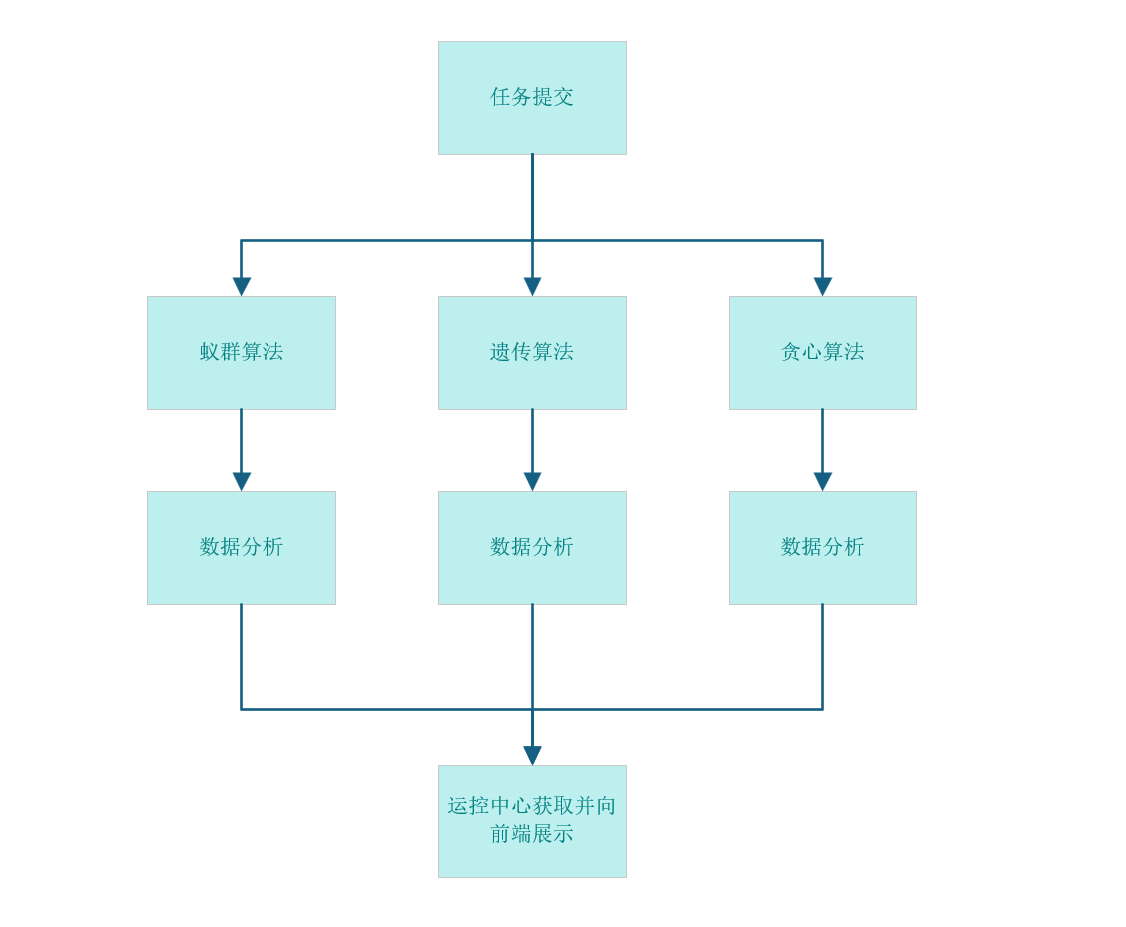 任务提交
蚁群算法
遗传算法
贪心算法
数据分析
数据分析
数据分析
运控中心获取并向
前端展示